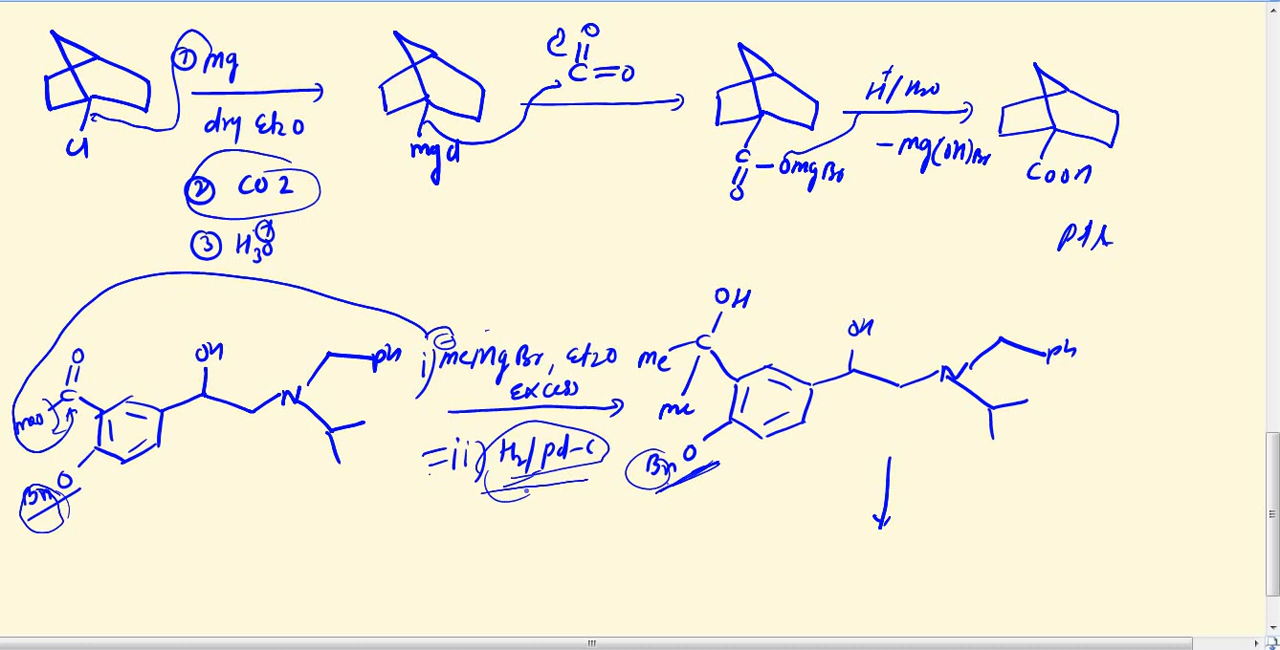 ① mg
dry Et2O
Cl
② CO2
③ H3O⊕
mgCl
O
C=O
C-OmgBr
O
H+/H2O
-mg(OH)Br
COOH
O
C
meO
OH
N
Ph
BnO
i) meMgBr, Et2O
excess
=ii) H2/Pd-C
OH
Me C
me
BnO
OH
N
Ph